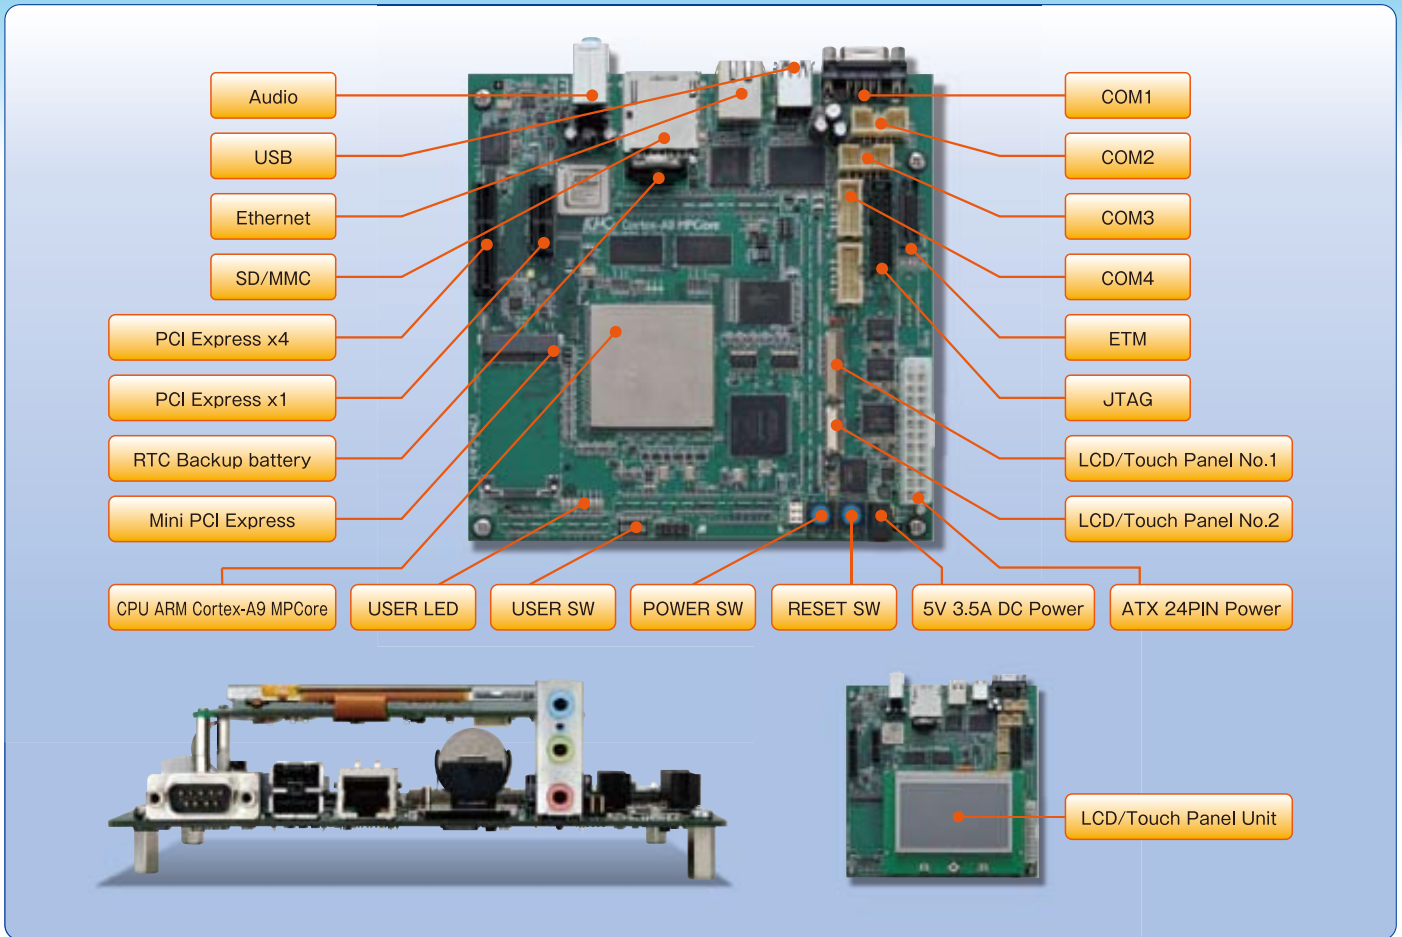 Audio
USB
Ethernet
SD/MMC
PCI Express x4
PCI Express x1
RTC Backup battery
Mini PCI Express
CPU ARM Cortex-A9 MPCore
USER LED
USER SW
POWER SW
RESET SW
5V 3.5A DC Power
ATX 24PIN Power
COM1
COM2
COM3
COM4
ETM
JTAG
LCD/Touch Panel No.1
LCD/Touch Panel No.2
Cortex-A9 MPCore
LCD/Touch Panel Unit